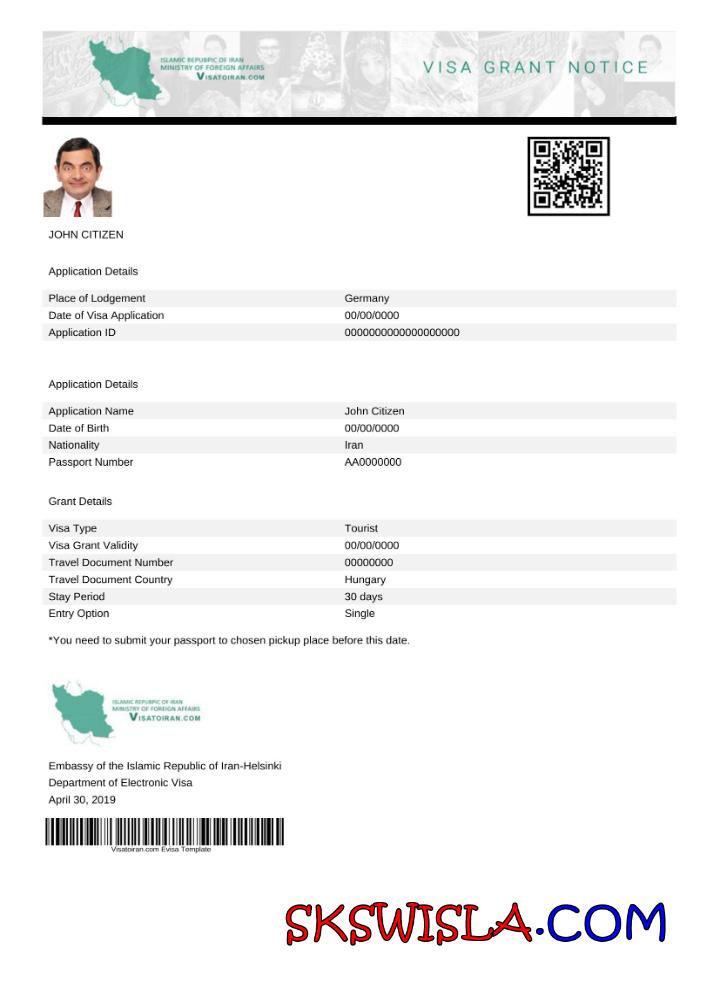 ISLAMIC REPUBPIC OF IRAN
MINISTRY OF FOREIGN AFFAIRS
VISATOIRAN.COM
VISA GRANT NOTICE
JOHN CITIZEN
Application Details
Place of Lodgement Germany
Date of Visa Application 00/00/0000
Application ID 0000000000000000000
Application Details
Application Name John Citizen
Date of Birth 00/00/0000
Nationality Iran
Passport Number AA0000000
Grant Details
Visa Type Tourist
Visa Grant Validity 00/00/0000
Travel Document Number 00000000
Travel Document Country Hungary
Stay Period 30 days
Entry Option Single
*You need to submit your passport to chosen pickup place before this date.
ISLAMIC REPUBPIC OF IRAN
MINISTRY OF FOREIGN AFFAIRS
VISATOIRAN.COM
Embassy of the Islamic Republic of Iran-Helsinki
Department of Electronic Visa
April 30, 2019
Visatoiran.com Evisa Template
SKSWISLA.COM